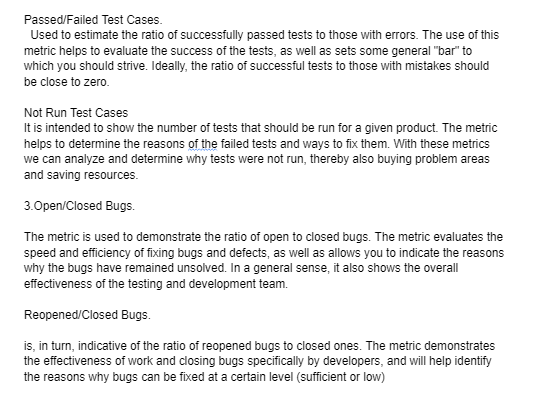 Passed/Failed Test Cases.
Used to estimate the ratio of successfully passed tests to those with errors. The use of this
metric helps to evaluate the success of the tests, as well as sets some general "bar" to
which you should strive. Ideally, the ratio of successful tests to those with mistakes should
be close to zero.
Not Run Test Cases
It is intended to show the number of tests that should be run for a given product. The metric
helps to determine the reasons of the failed tests and ways to fix them. With these metrics
we can analyze and determine why tests were not run, thereby also buying problem areas
and saving resources.
3.Open/Closed Bugs.
The metric is used to demonstrate the ratio of open to closed bugs. The metric evaluates the
speed and efficiency of fixing bugs and defects, as well as allows you to indicate the reasons
why the bugs have remained unsolved. In a general sense, it also shows the overall
effectiveness of the testing and development team.
Reopened/Closed Bugs.
is, in turn, indicative of the ratio of reopened bugs to closed ones. The metric demonstrates
the effectiveness of work and closing bugs specifically by developers, and will help identify
the reasons why bugs can be fixed at a certain level (sufficient or low)